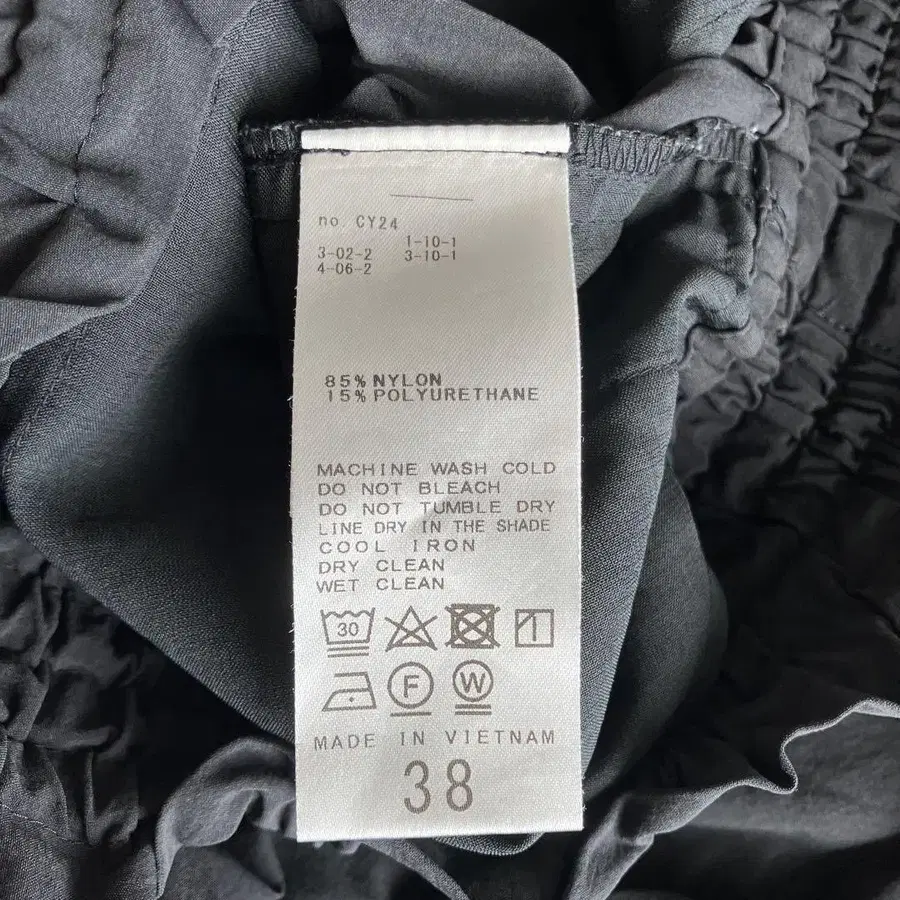 no. CY24
1-10-1
3-02-2 3-10-1
4-06-2
85% NYLON
15% POLYURETHANE
MACHINE WASH COLD
DO NOT BLEACH
DO NOT TUMBLE DRY
LINE DRY IN THE SHADE
COOL IRON
DRY CLEAN
WET CLEAN
30
F W
MADE IN VIETNAM
38